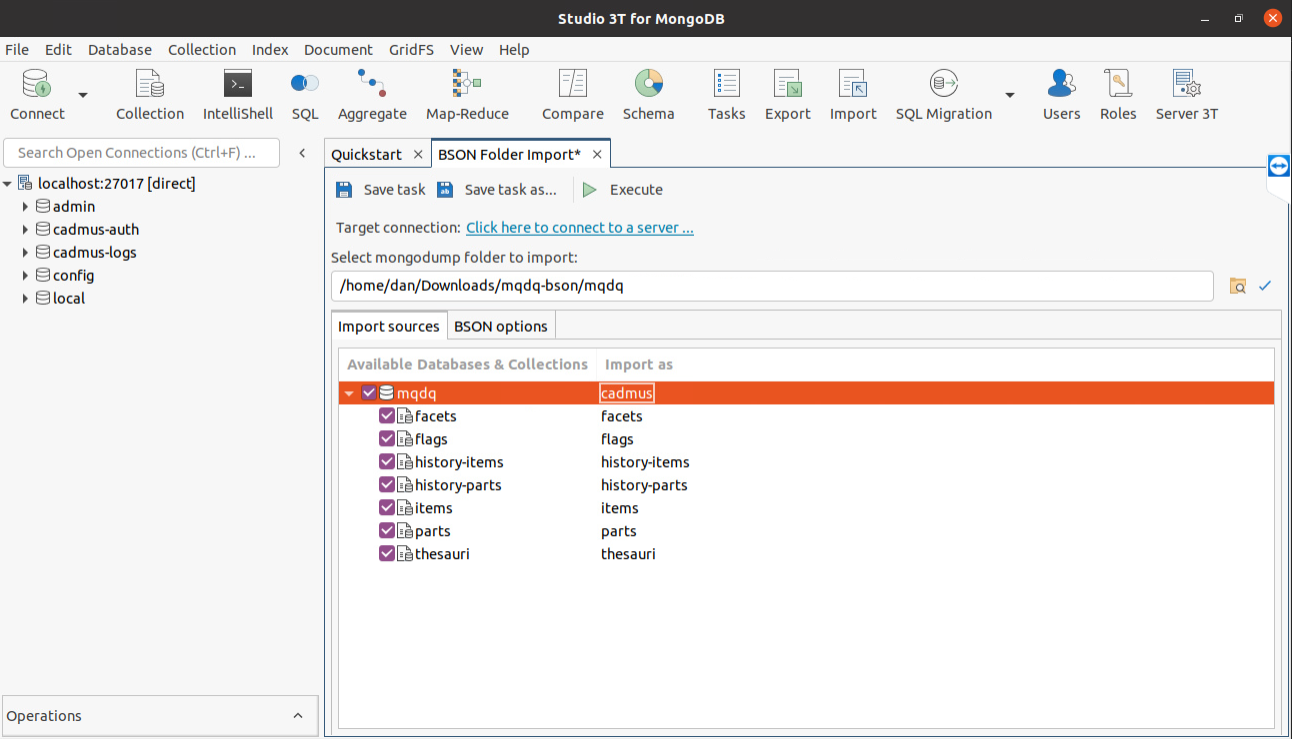 Studio 3T for MongoDB
File Edit Database Collection Index Document GridFS View Help
Connect Collection IntelliShell SQL Aggregate Map-Reduce Compare Schema Tasks Export Import SQL Migration Users Roles Server 3T
Search Open Connections (Ctrl+F) ...
localhost:27017 [direct]
admin
cadmus-auth
cadmus-logs
config
local
Operations
Quickstart BSON Folder Import*
Save task Save task as... Execute
Target connection: Click here to connect to a server ...
Select mongodump folder to import:
/home/dan/Downloads/mqdq-bson/mqdq
Import sources BSON options
Available Databases & Collections Import as
mqdq cadmus
facets facets
flags flags
history-items history-items
history-parts history-parts
items items
parts parts
thesauri thesauri